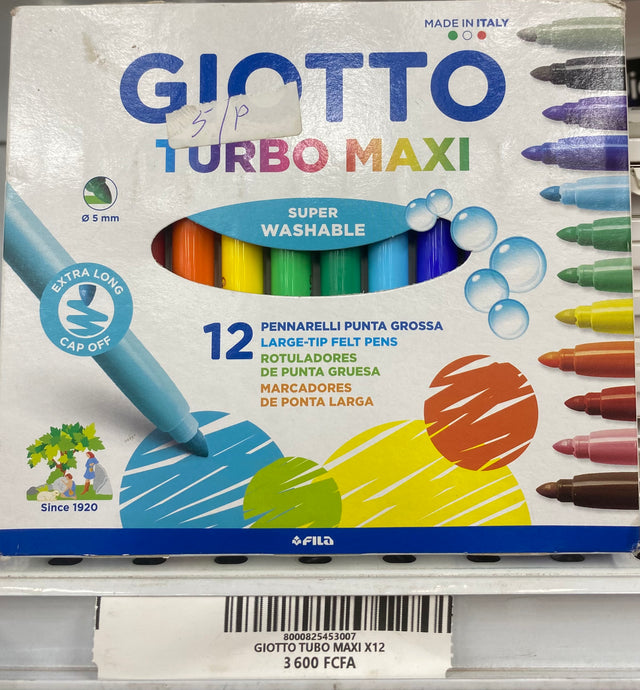 MADE IN ITALY
GIOTTO
5/P
TURBO MAXI
Ø 5 mm
SUPER
WASHABLE
EXTRA LONG
CAP OFF
12
PENNARELLI PUNTA GROSSA
LARGE-TIP FELT PENS
ROTULADORES
DE PUNTA GRUESA
MARCADORES
DE PONTA LARGA
Since 1920
FILA
8000825453007
GIOTTO TUBO MAXI X12
3 600 FCFA